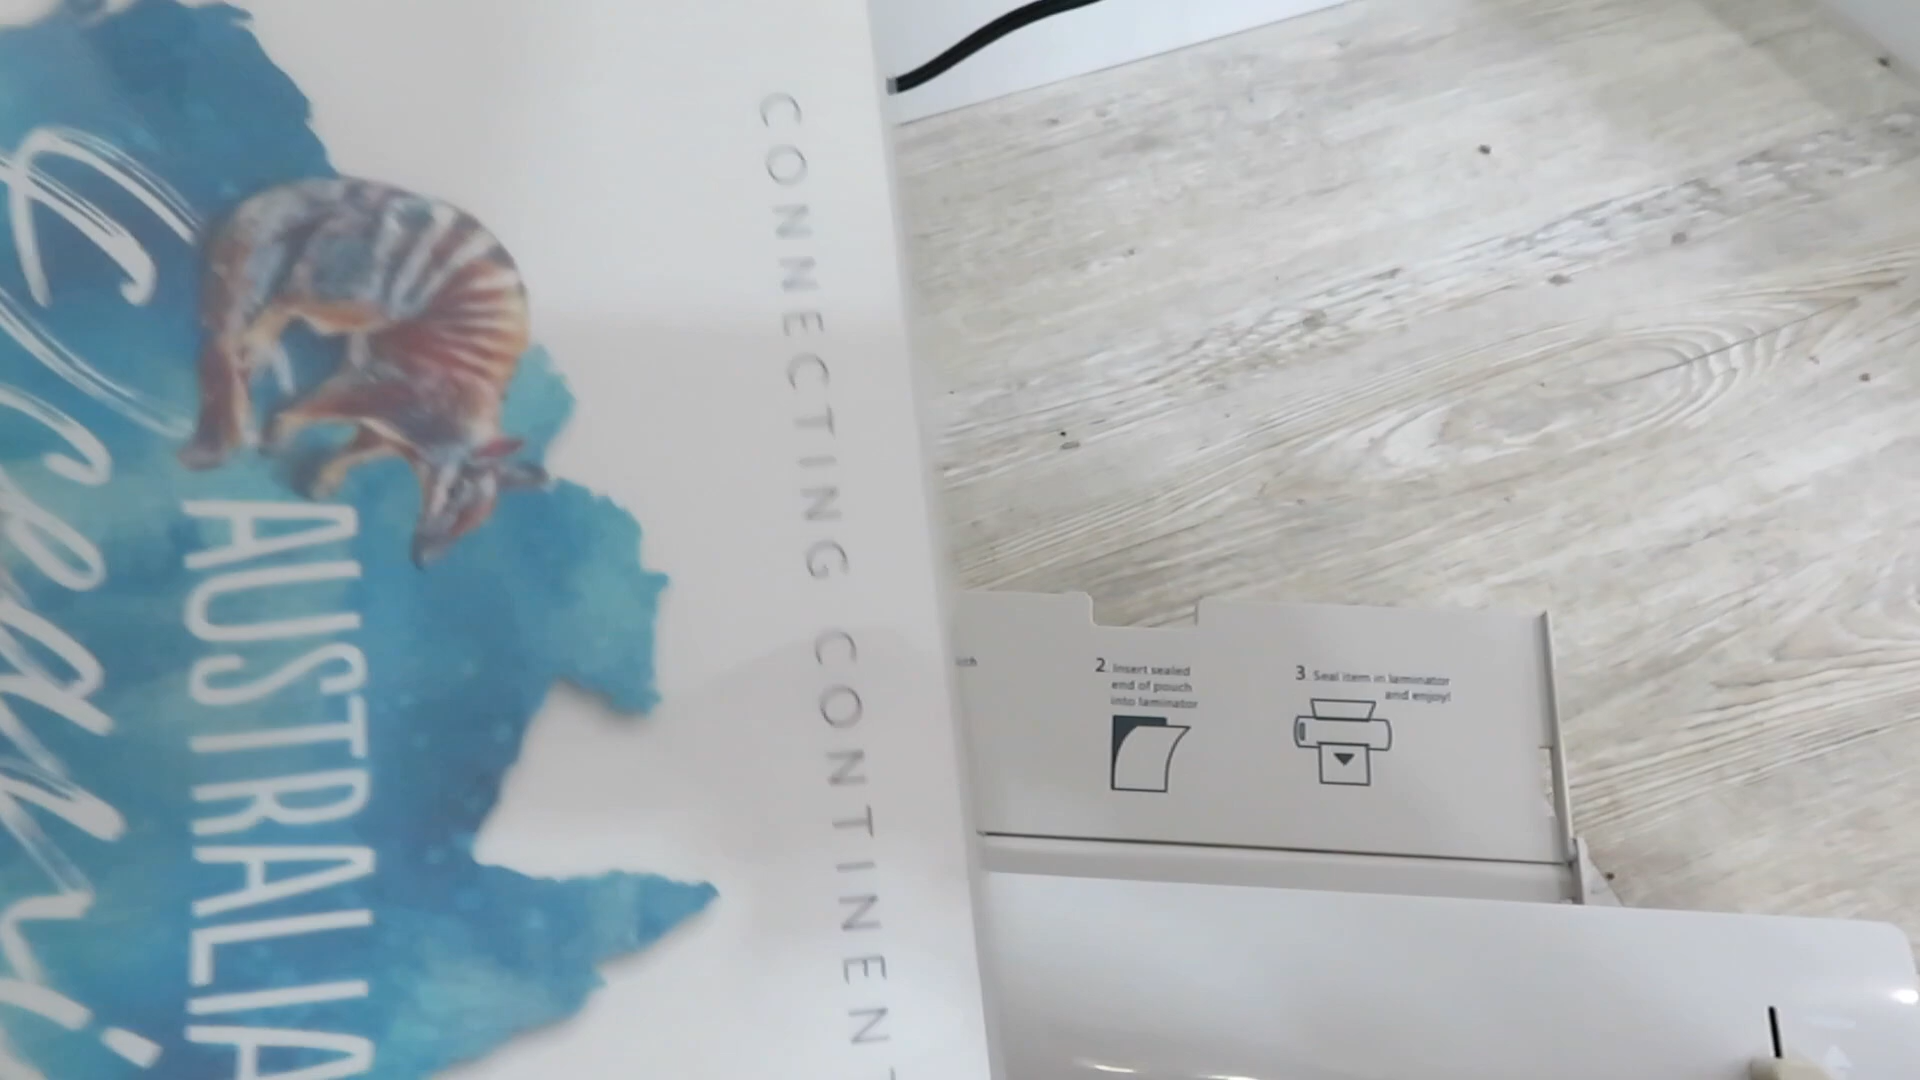 CONNECTING CONTINENT
AUSTRALIA
2. Insert sealed
end of pouch
into laminator
3. Seal item in laminator
and enjoy!